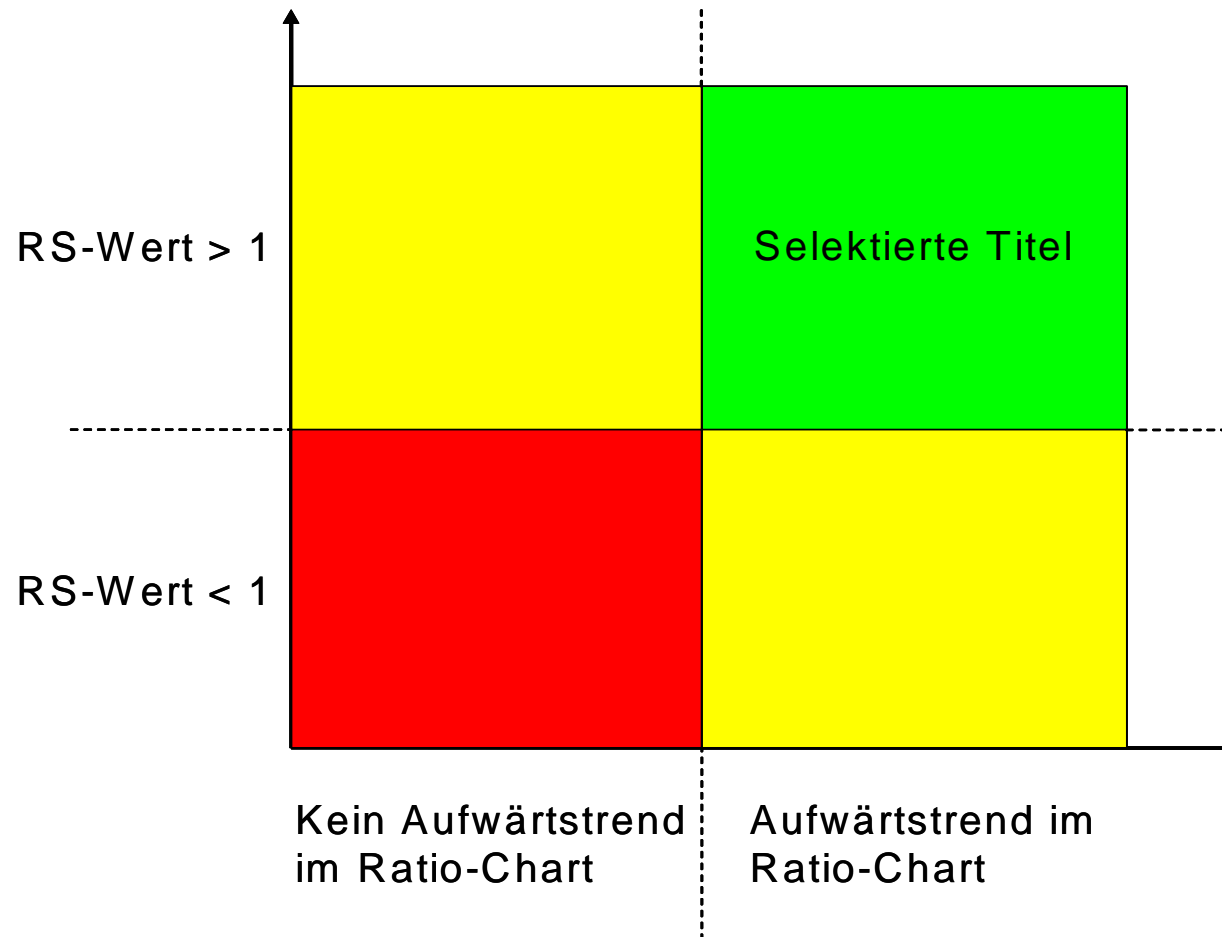 RS-Wert > 1
Selektierte Titel
RS-Wert < 1
Kein Aufwärtstrend
im Ratio-Chart
Aufwärtstrend im
Ratio-Chart